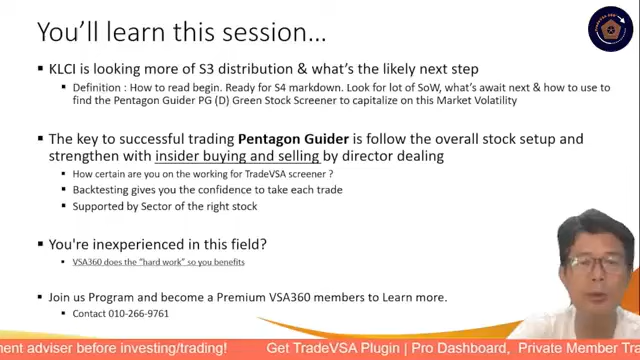 You'll learn this session...
▪ KLCI is looking more of S3 distribution & what's the likely next step
▪ Definition : How to read begin. Ready for S4 markdown. Look for lot of SoW, what's await next & how to use to
find the Pentagon Guider PG (D) Green Stock Screener to capitalize on this Market Volatility
▪ The key to successful trading Pentagon Guider is follow the overall stock setup and
strengthen with insider buying and selling by director dealing
▪ How certain are you on the working for TradeVSA screener ?
▪ Backtesting gives you the confidence to take each trade
▪ Supported by Sector of the right stock
▪ You're inexperienced in this field?
▪ VSA360 does the "hard work" so you benefits
▪ Join us Program and become a Premium VSA360 members to Learn more.
▪ Contact 010-266-9761
ment adviser before investing/trading! Get TradeVSA Plugin | Pro Dashboard, Private Member Tra